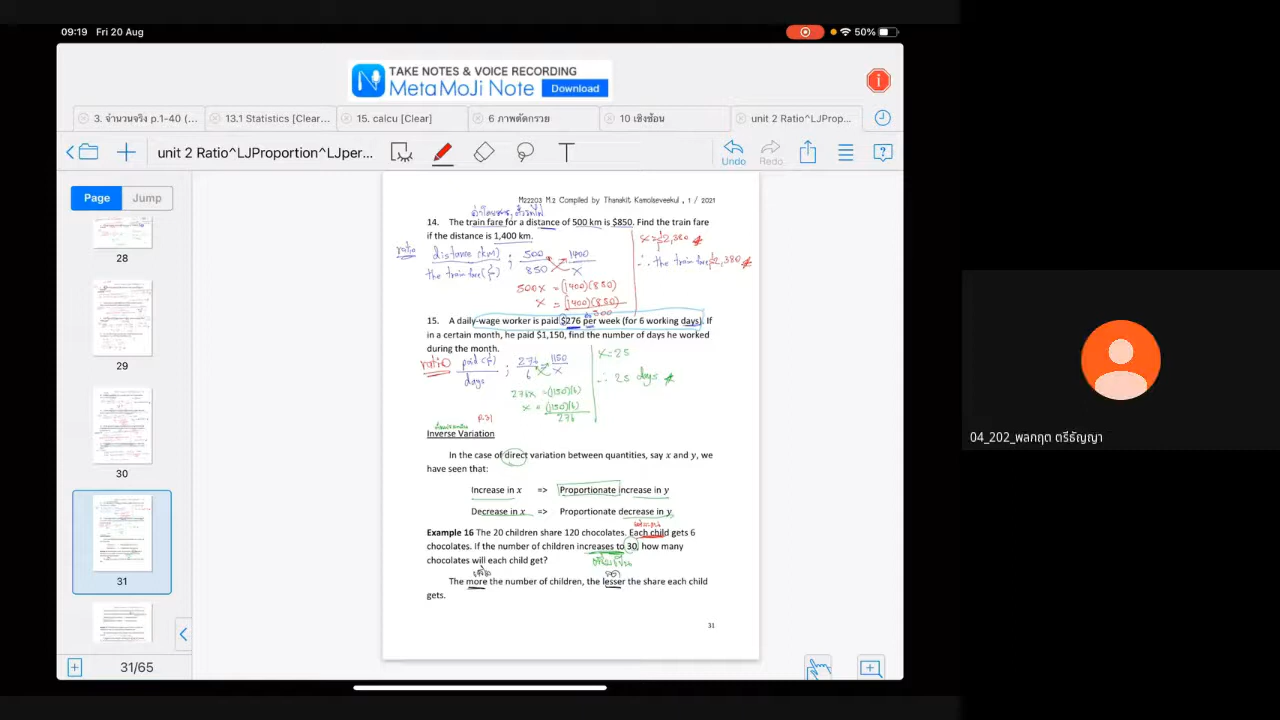 09:19 Fri 20 Aug
50%
TAKE NOTES & VOICE RECORDING
MetaMoJi Note
Download
3. จำนวนจริง p.1-40 (...
13.1 Statistics [Clear...
15. calcu [Clear]
6 ภาพตัดกรวย
10 เชิงซ้อน
unit 2 Ratio^LJProp...
unit 2 Ratio^LJProportion^LJper...
Undo
Redo
Page
Jump
28
29
30
31
31/65
M22203 M.2 Compiled by Thanakit Kamolseveekul , 1 / 2021
14. The train fare for a distance of 500 km is $850. Find the train fare
if the distance is 1,400 km.
ratio distance (km) ; 500 1400
the train fare 850 x
500x = (1400)(850)
x = (1400)(850)
500
∴ the train fare 2,380
15. A daily-wage worker is paid $276 per week (for 6 working days). If
in a certain month, he paid $1,150, find the number of days he worked
during the month.
ratio paid ; 276 1150
days 6 x
276x = (1150)(6)
x = (1150)(6)
276
x = 25
∴ 25 days
P.31
Inverse Variation
In the case of direct variation between quantities, say x and y, we
have seen that:
Increase in x => Proportionate increase in y
Decrease in x => Proportionate decrease in y
Example 16 The 20 children share 120 chocolates. Each child gets 6
chocolates. If the number of children increases to 30, how many
chocolates will each child get?
The more the number of children, the lesser the share each child
gets.
31
04_202_พลกฤต ตรีธัญญา